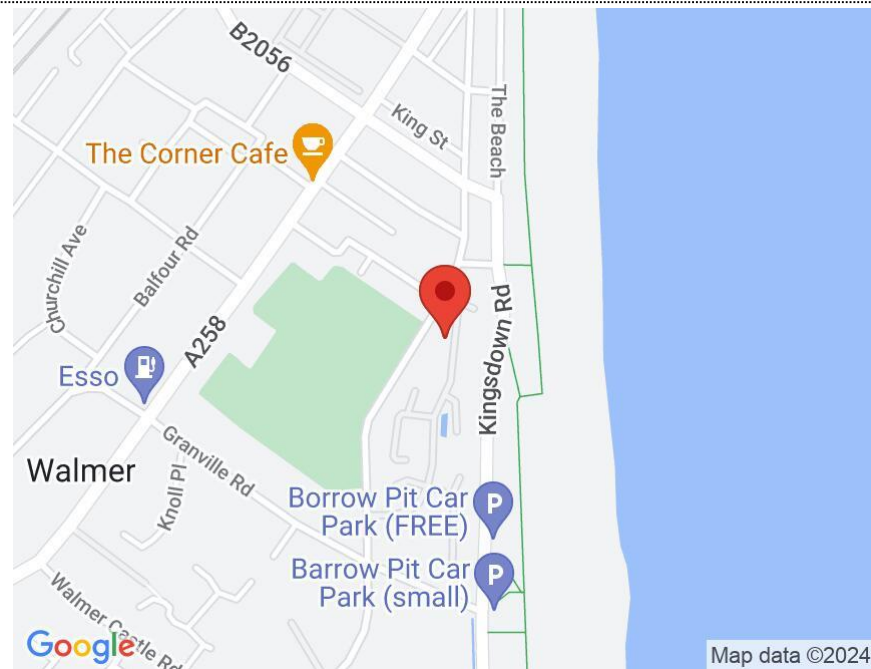 B2056
The Beach
King St
The Corner Cafe
Churchill Ave
Balfour Rd
A258
Kingsdown Rd
Esso
Granville Rd
Walmer
Knoll Pl
Borrow Pit Car
Park (FREE)
P
Barrow Pit Car
Park (small)
P
Walmer Castle Rd
Google
Map data ©2024